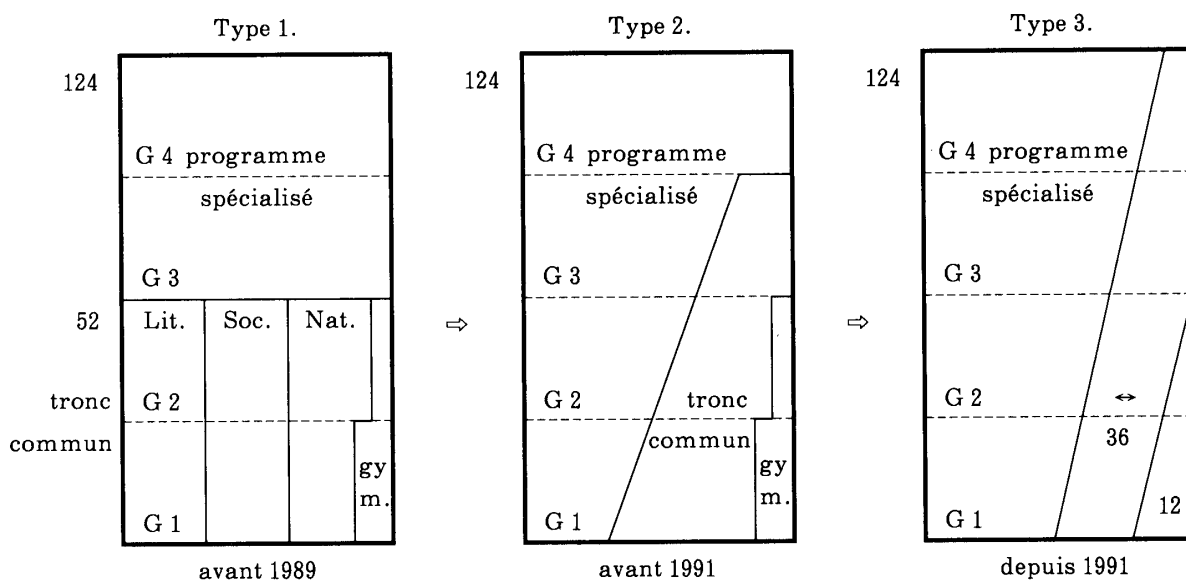 Type 1.
124
G 4 programme
spécialisé
G 3
52
Lit. Soc. Nat.
tronc
commun
G 2
gy
m.
G 1
avant 1989
⇨
Type 2.
124
G 4 programme
spécialisé
G 3
G 2
tronc
commun
gy
m.
G 1
avant 1991
⇨
Type 3.
124
G 4 programme
spécialisé
G 3
G 2
↔
36
G 1
12
depuis 1991